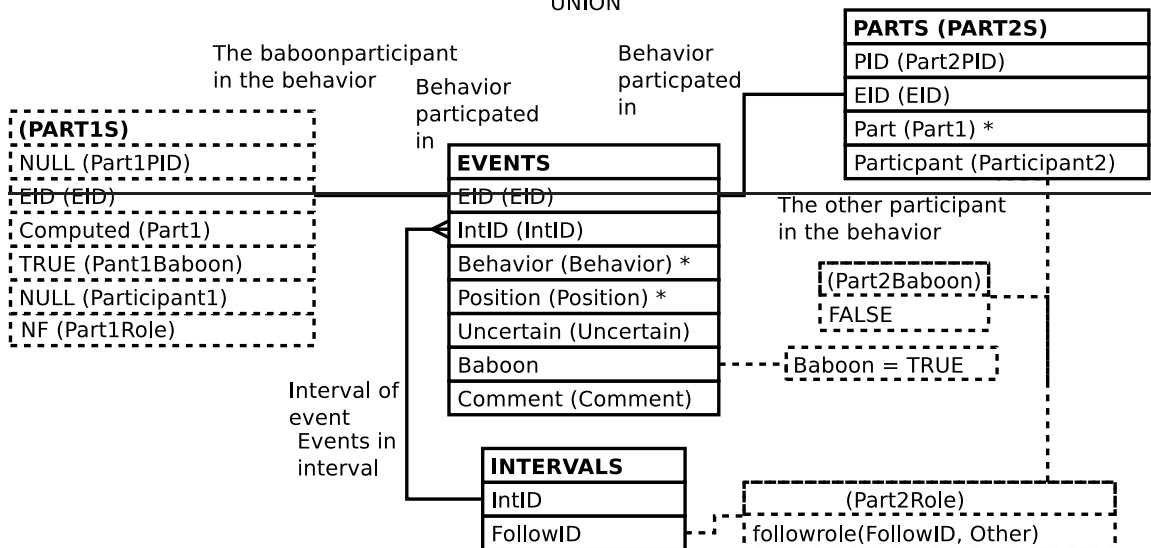 UNION
PARTS (PART2S)
PID (Part2PID)
EID (EID)
Part (Part1) *
Particpant (Participant2)
The baboonparticipant
in the behavior
Behavior
particpated
in
Behavior
particpated
in
(PART1S)
NULL (Part1PID)
EID (EID)
Computed (Part1)
TRUE (Pant1Baboon)
NULL (Participant1)
NF (Part1Role)
EVENTS
EID (EID)
IntID (IntID)
Behavior (Behavior) *
Position (Position) *
Uncertain (Uncertain)
Baboon
Comment (Comment)
The other participant
in the behavior
(Part2Baboon)
FALSE
Baboon = TRUE
Interval of
event
Events in
interval
INTERVALS
IntID
FollowID
(Part2Role)
followrole(FollowID, Other)